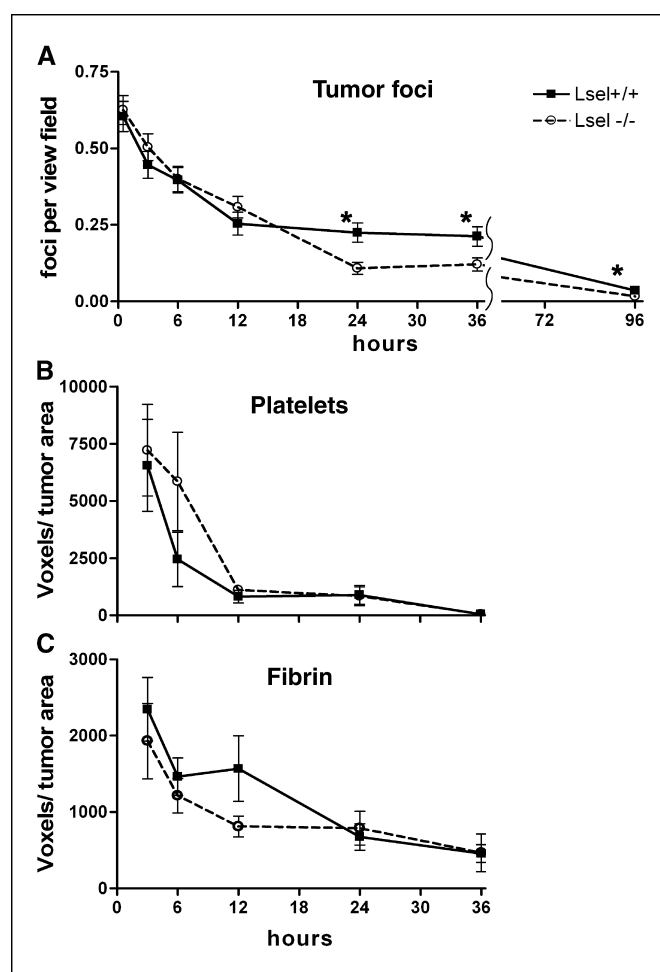 A
Tumor foci
Lsel+/+
Lsel -/-
foci per view field
0.75
0.50
0.25
0.00
* * *
0 6 12 18 24 30 36 72 96
hours
B
Platelets
Voxels/ tumor area
10000
7500
5000
2500
0
C
Fibrin
Voxels/ tumor area
3000
2000
1000
0
0 6 12 18 24 30 36
hours